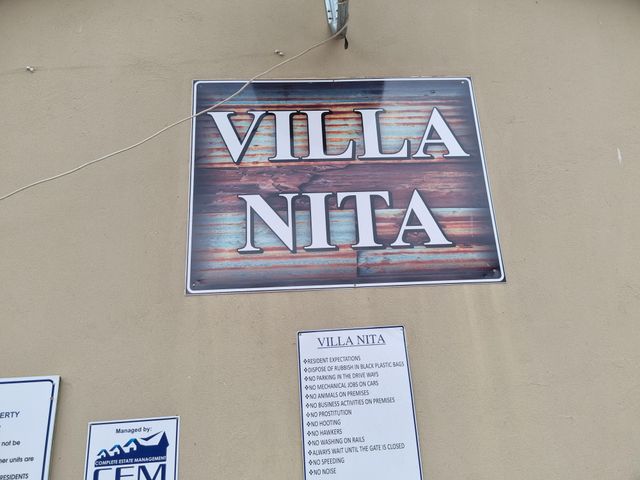 VILLA
NITA
VILLA NITA
❖RESIDENT EXPECTATIONS
❖DISPOSE OF RUBBISH IN BLACK PLASTIC BAGS
❖NO PARKING IN THE DRIVE WAYS
❖NO MECHANICAL JOBS ON CARS
❖NO ANIMALS ON PREMISES
❖NO BUSINESS ACTIVITIES ON PREMISES
❖NO PROSTITUTION
❖NO HOOTING
❖NO HAWKERS
❖NO WASHING ON RAILS
❖ALWAYS WAIT UNTIL THE GATE IS CLOSED
❖NO SPEEDING
❖NO NOISE
not be
units are
RESIDENTS
Managed by:
COMPLETE ESTATE MANAGEMENT
CEM